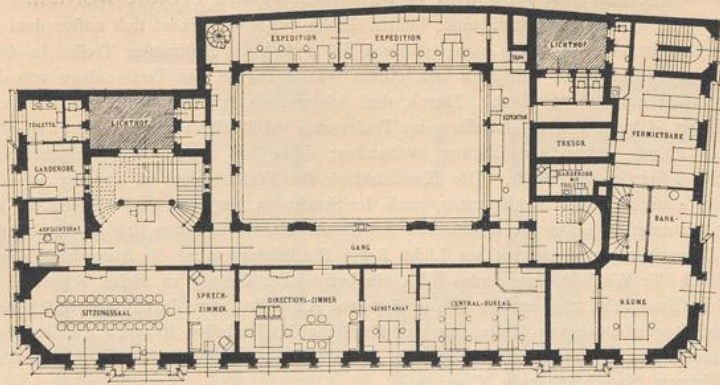 EXPEDITION
EXPEDITION
LICHTHOF
TOILETTE
LICHTHOF
EXPEDITION
VERMIETBARE
TRESOR
GARDEROBE
GARDEROBE
MIT
TOILETTE
AUFSICHTSRAT
BANK-
GANG
SPRECH-
ZIMMER
DIRECTIONS-ZIMMER
SECRETARIAT
CENTRAL-BUREAU
RÄUME
SITZUNGSSAAL